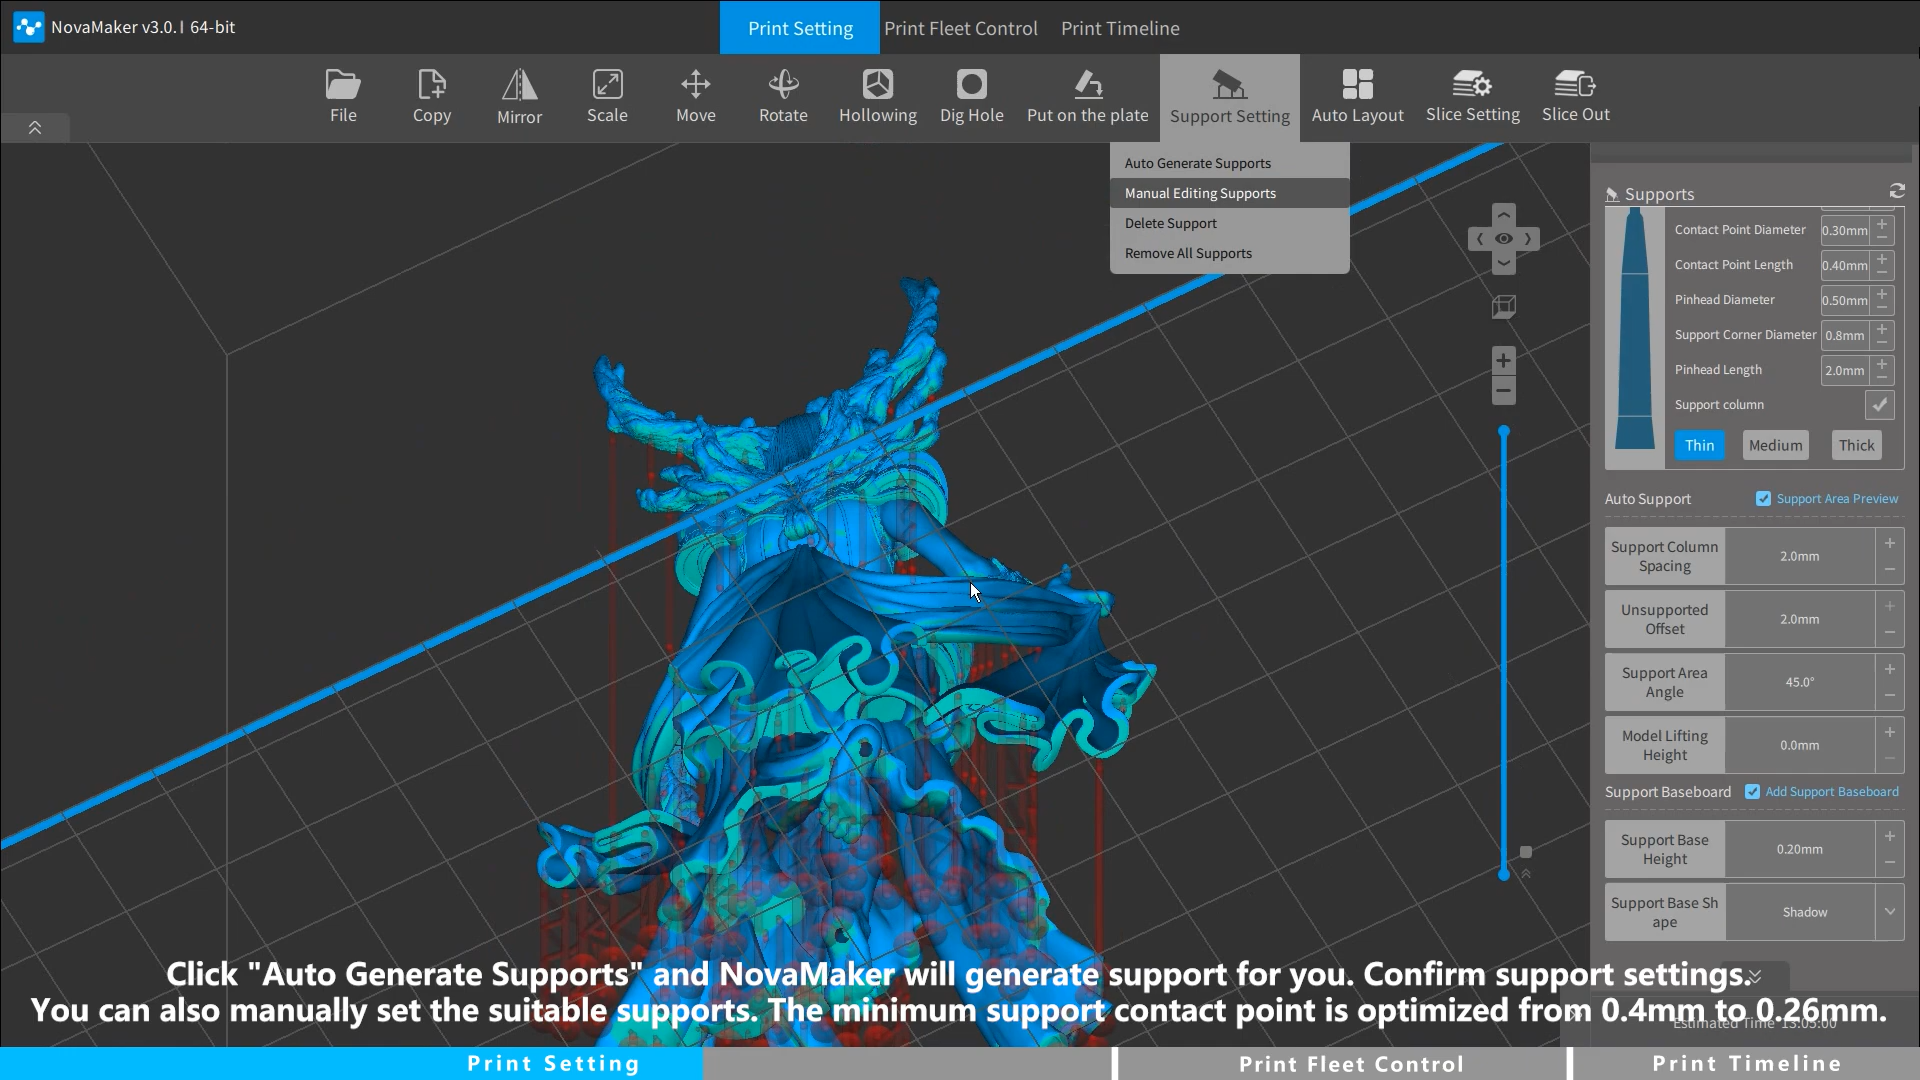 NovaMaker v3.0.1 64-bit
Print Setting
Print Fleet Control
Print Timeline
File
Copy
Mirror
Scale
Move
Rotate
Hollowing
Dig Hole
Put on the plate
Support Setting
Auto Layout
Slice Setting
Slice Out
Auto Generate Supports
Manual Editing Supports
Delete Support
Remove All Supports
Supports
Contact Point Diameter 0.30mm
Contact Point Length 0.40mm
Pinhead Diameter 0.50mm
Support Corner Diameter 0.8mm
Pinhead Length 2.0mm
Support column
Thin Medium Thick
Auto Support Support Area Preview
Support Column
Spacing
2.0mm
Unsupported
Offset
2.0mm
Support Area
Angle
45.0°
Model Lifting
Height
0.0mm
Support Baseboard Add Support Baseboard
Support Base
Height
0.20mm
Support Base Sh
ape
Shadow
Click "Auto Generate Supports" and NovaMaker will generate support for you. Confirm support settings.
You can also manually set the suitable supports. The minimum support contact point is optimized from 0.4mm to 0.26mm.
Estimated Time 13:05:00
Print Setting
Print Fleet Control
Print Timeline